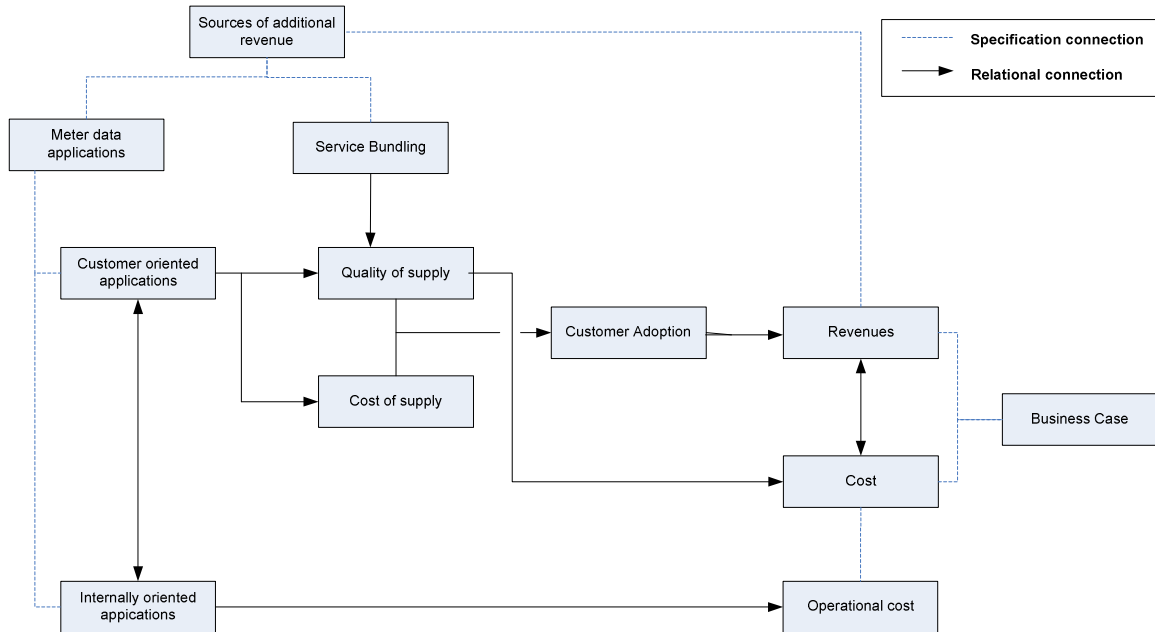 Sources of additional
revenue
Specification connection
Relational connection
Meter data
applications
Service Bundling
Customer oriented
applications
Quality of supply
Customer Adoption
Revenues
Cost of supply
Business Case
Cost
Internally oriented
appications
Operational cost